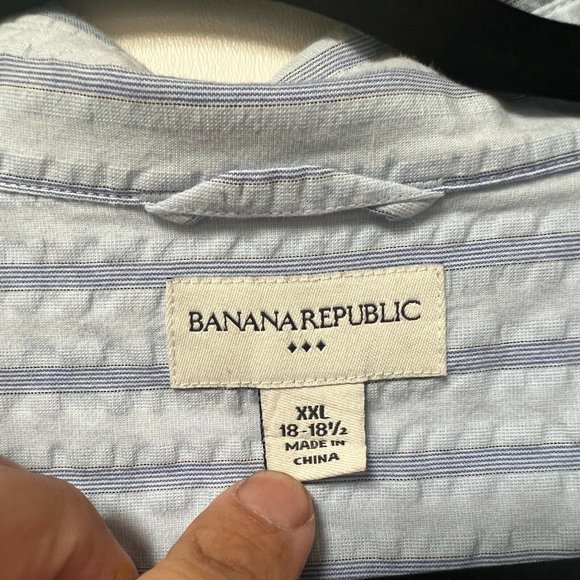 BANANA REPUBLIC
XXL
18-18½
MADE IN
CHINA